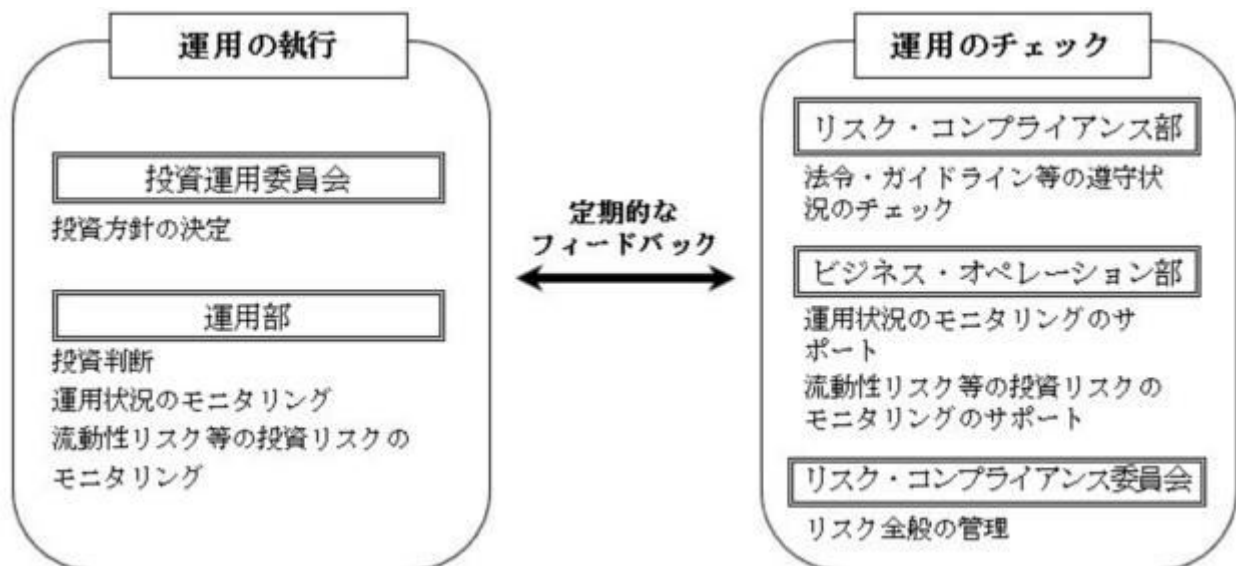 運用の執行
投資運用委員会
投資方針の決定
運用部
投資判断
運用状況のモニタリング
流動性リスク等の投資リスクの
モニタリング
定期的な
フィードバック
運用のチェック
リスク・コンプライアンス部
法令・ガイドライン等の遵守状
況のチェック
ビジネス・オペレーション部
運用状況のモニタリングのサ
ポート
流動性リスク等の投資リスクの
モニタリングのサポート
リスク・コンプライアンス委員会
リスク全般の管理